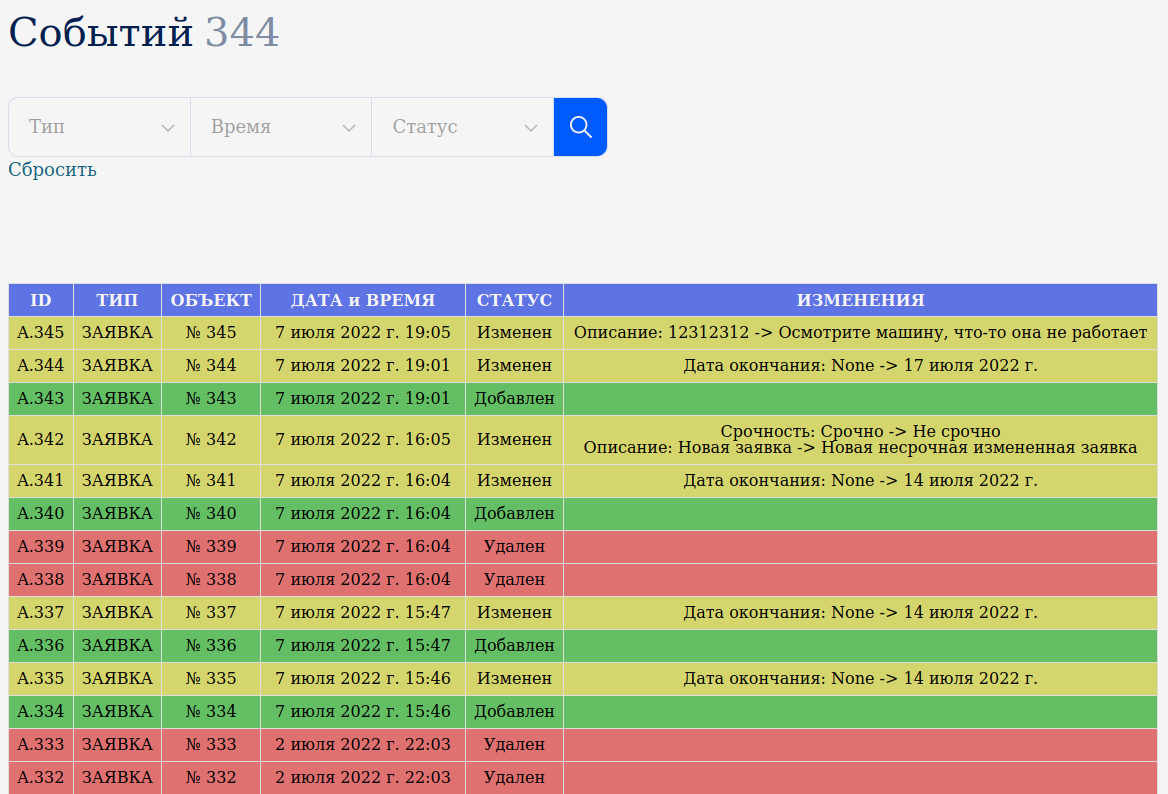 Событий 344
Тип Время Статус
Сбросить
ID ТИП ОБЪЕКТ ДАТА и ВРЕМЯ СТАТУС ИЗМЕНЕНИЯ
A.345 ЗАЯВКА № 345 7 июля 2022 г. 19:05 Изменен Описание: 12312312 -> Осмотрите машину, что-то она не работает
A.344 ЗАЯВКА № 344 7 июля 2022 г. 19:01 Изменен Дата окончания: None -> 17 июля 2022 г.
A.343 ЗАЯВКА № 343 7 июля 2022 г. 19:01 Добавлен
A.342 ЗАЯВКА № 342 7 июля 2022 г. 16:05 Изменен Срочность: Срочно -> Не срочно
Описание: Новая заявка -> Новая несрочная измененная заявка
A.341 ЗАЯВКА № 341 7 июля 2022 г. 16:04 Изменен Дата окончания: None -> 14 июля 2022 г.
A.340 ЗАЯВКА № 340 7 июля 2022 г. 16:04 Добавлен
A.339 ЗАЯВКА № 339 7 июля 2022 г. 16:04 Удален
A.338 ЗАЯВКА № 338 7 июля 2022 г. 16:04 Удален
A.337 ЗАЯВКА № 337 7 июля 2022 г. 15:47 Изменен Дата окончания: None -> 14 июля 2022 г.
A.336 ЗАЯВКА № 336 7 июля 2022 г. 15:47 Добавлен
A.335 ЗАЯВКА № 335 7 июля 2022 г. 15:46 Изменен Дата окончания: None -> 14 июля 2022 г.
A.334 ЗАЯВКА № 334 7 июля 2022 г. 15:46 Добавлен
A.333 ЗАЯВКА № 333 2 июля 2022 г. 22:03 Удален
A.332 ЗАЯВКА № 332 2 июля 2022 г. 22:03 Удален